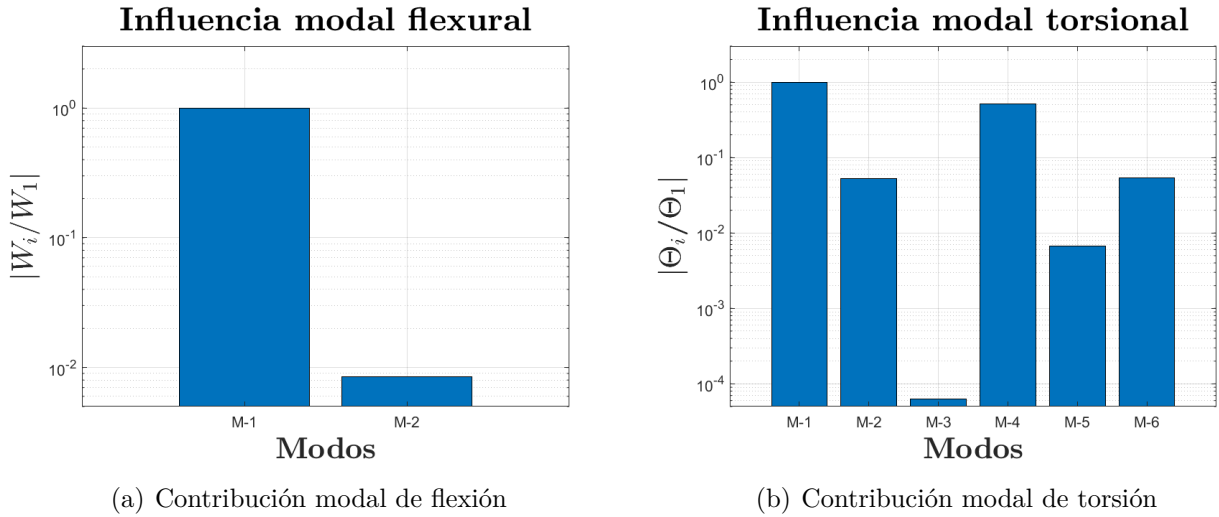 Influencia modal flexural
10^0
10^-1
10^-2
|W_i/W_1|
M-1 M-2
Modos
(a) Contribución modal de flexión
Influencia modal torsional
10^0
10^-1
10^-2
10^-3
10^-4
|Θ_i/Θ_1|
M-1 M-2 M-3 M-4 M-5 M-6
Modos
(b) Contribución modal de torsión